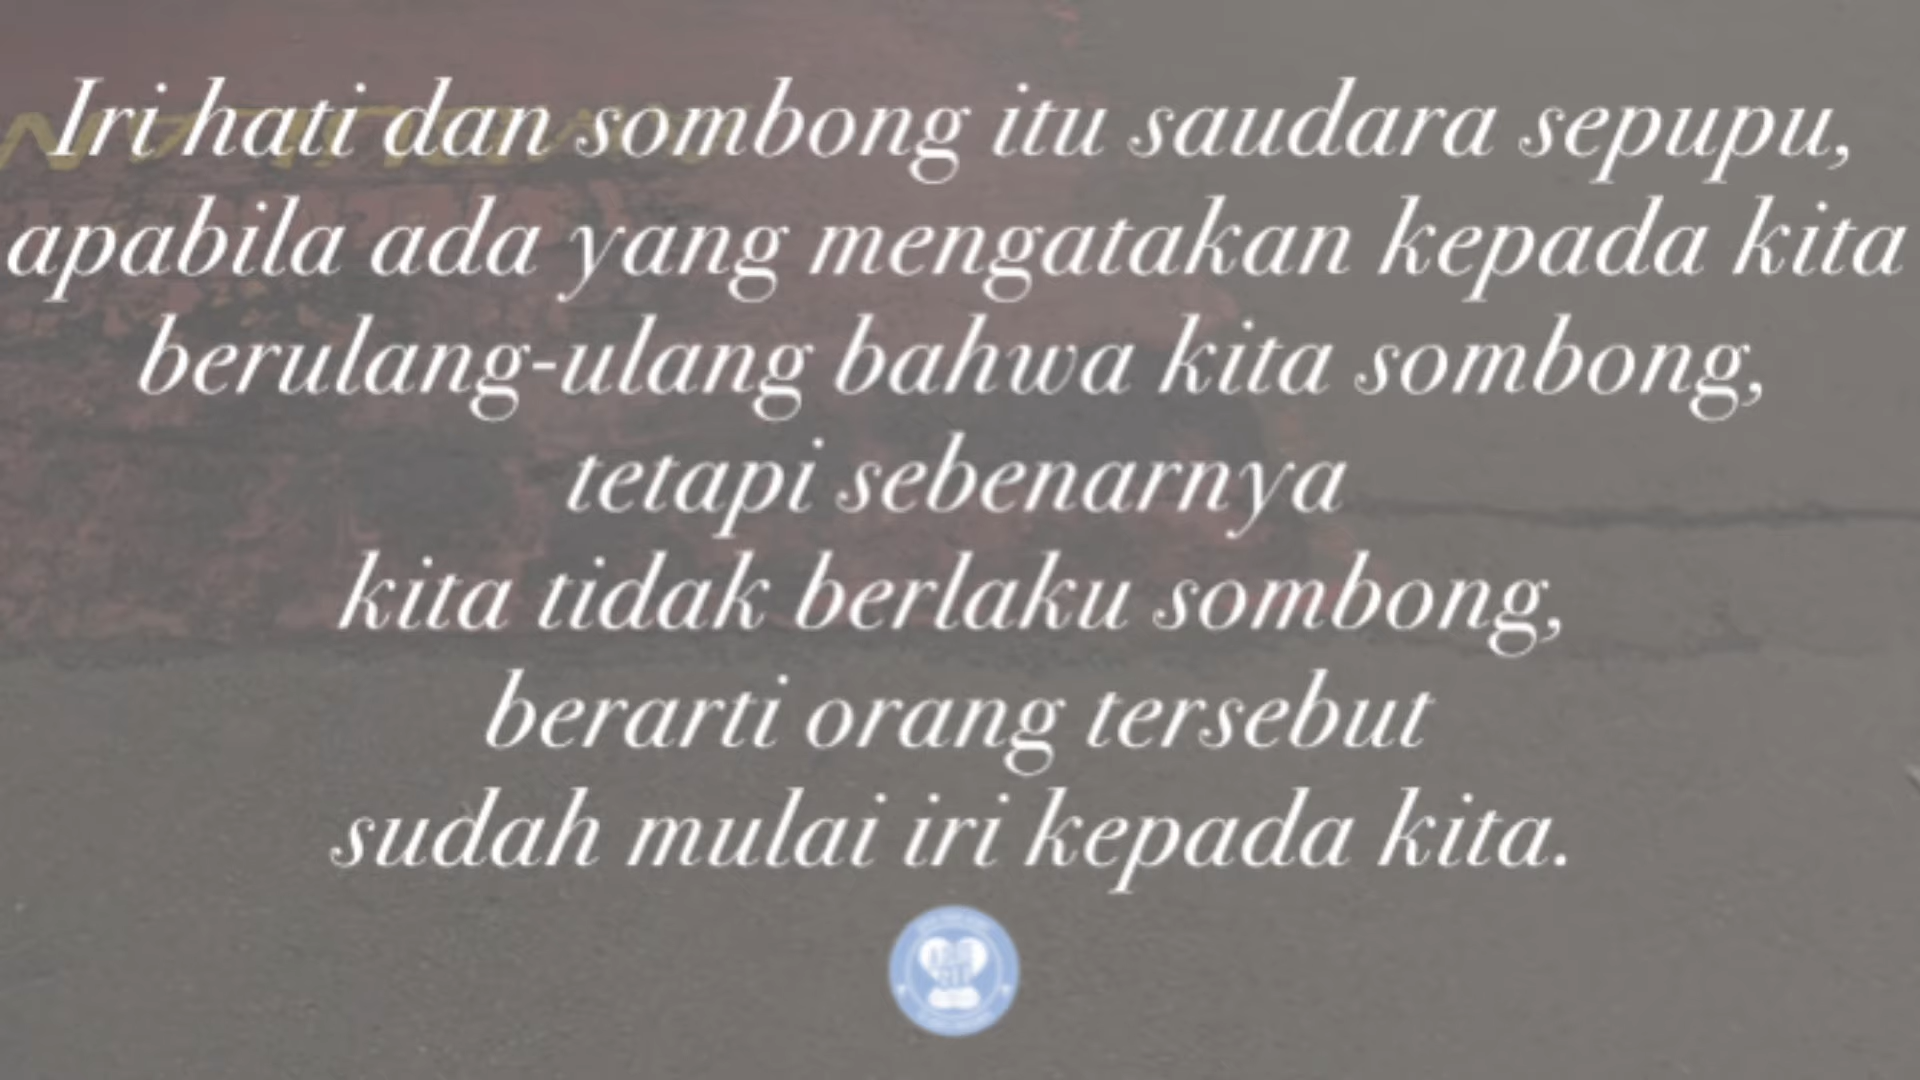 Iri hati dan sombong itu saudara sepupu,
apabila ada yang mengatakan kepada kita
berulang-ulang bahwa kita sombong,
tetapi sebenarnya
kita tidak berlaku sombong,
berarti orang tersebut
sudah mulai iri kepada kita.